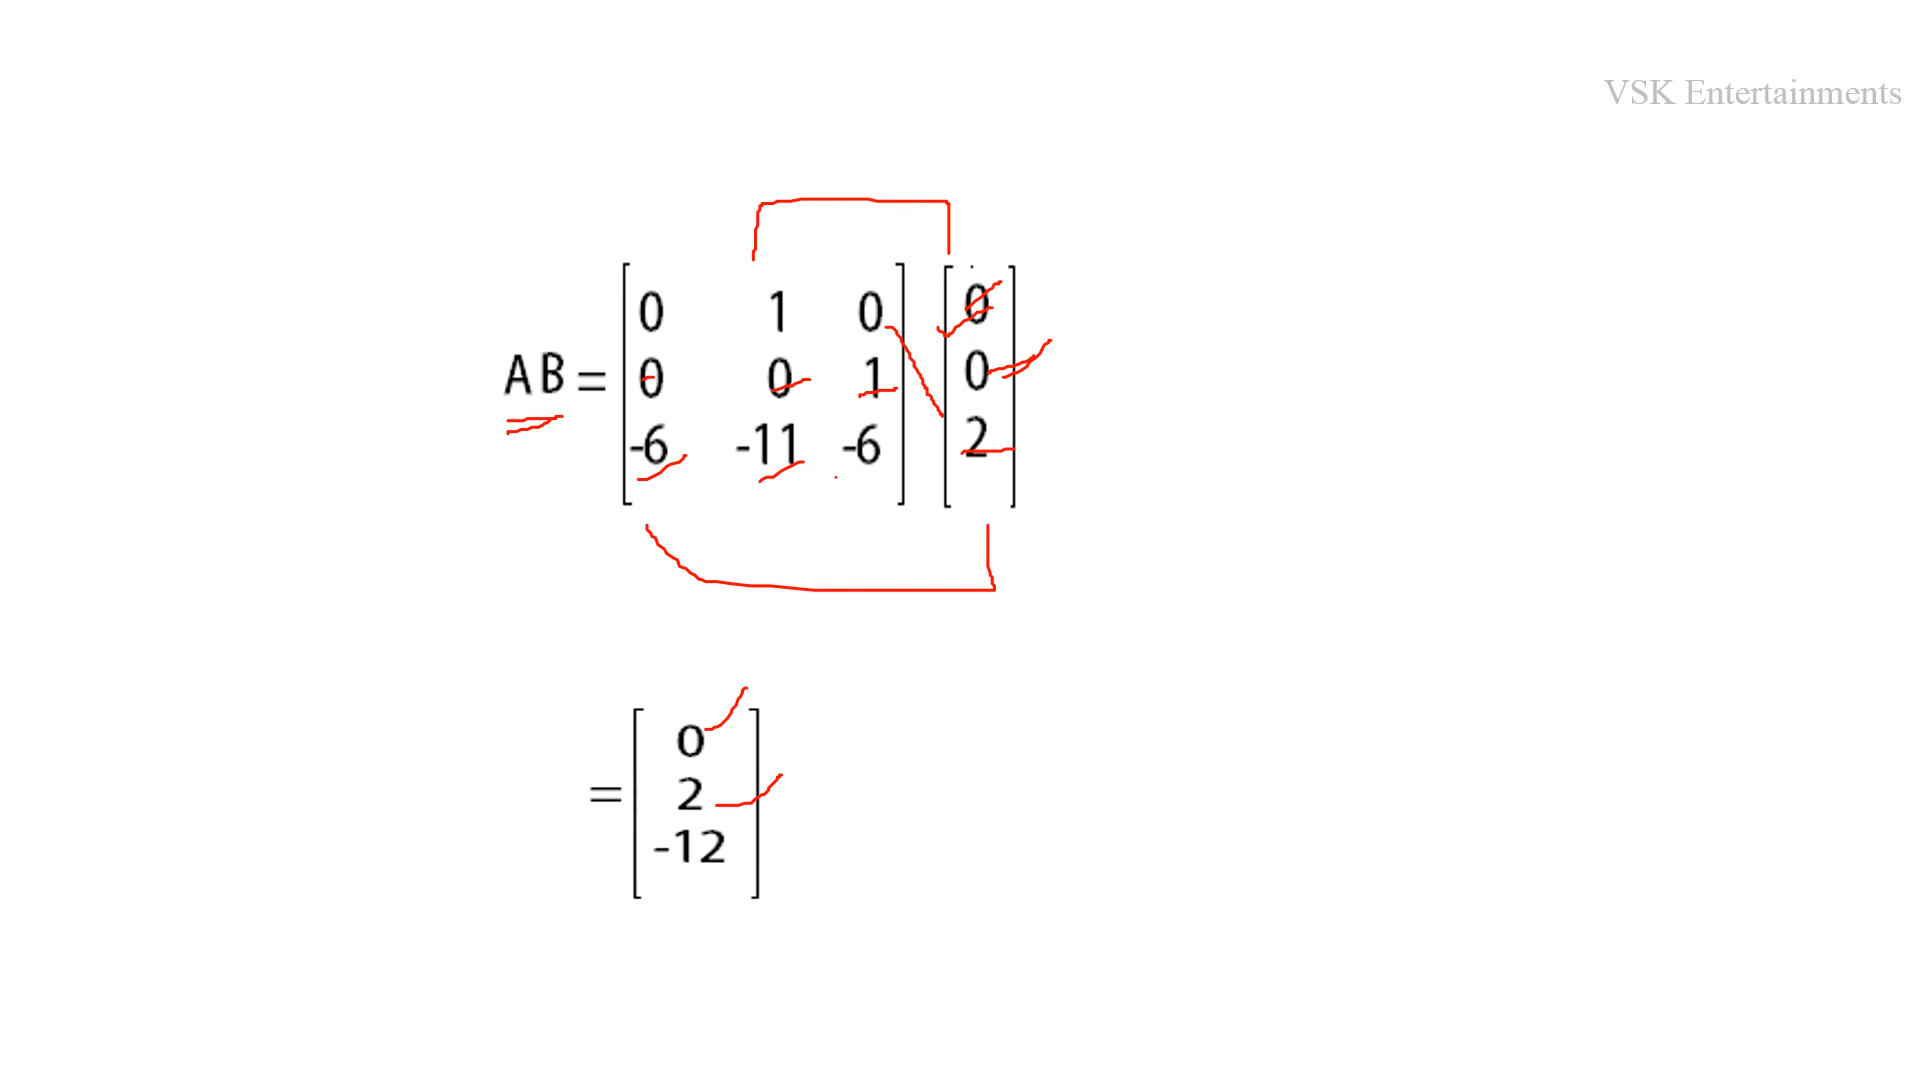 VSK Entertainments
0 1 0 0
AB = 0 0 1 0
-6 -11 -6 2
0
= 2
-12